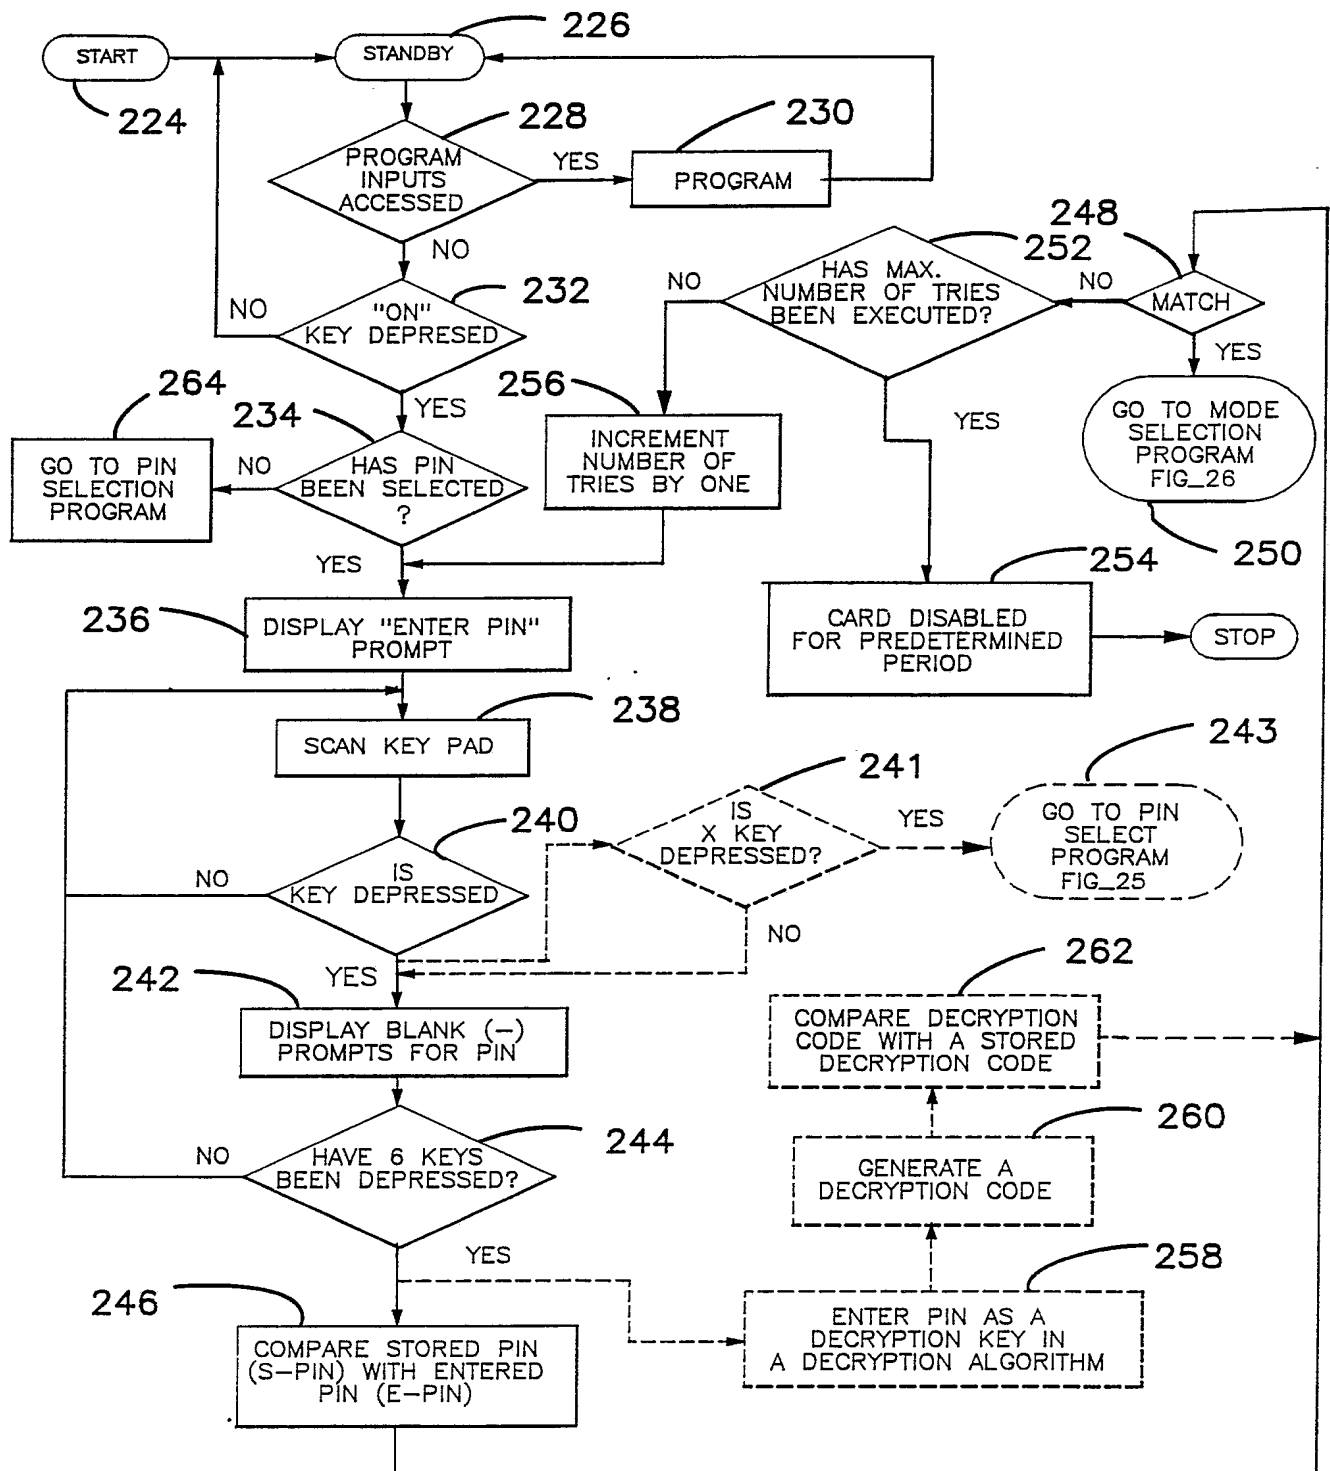 START
STANDBY
226
224
228
PROGRAM
INPUTS
ACCESSED
YES
230
PROGRAM
NO
"ON"
KEY DEPRESED
232
NO
YES
248
252
HAS MAX.
NUMBER OF TRIES
BEEN EXECUTED?
NO
NO
MATCH
YES
264
234
GO TO PIN
SELECTION
PROGRAM
NO
HAS PIN
BEEN SELECTED
?
YES
256
INCREMENT
NUMBER OF
TRIES BY ONE
YES
GO TO MODE
SELECTION
PROGRAM
FIG_26
250
254
CARD DISABLED
FOR PREDETERMINED
PERIOD
STOP
236
DISPLAY "ENTER PIN"
PROMPT
238
SCAN KEY PAD
240
IS
KEY DEPRESSED
NO
YES
241
IS
X KEY
DEPRESSED?
YES
NO
243
GO TO PIN
SELECT
PROGRAM
FIG_25
242
DISPLAY BLANK (—)
PROMPTS FOR PIN
244
HAVE 6 KEYS
BEEN DEPRESSED?
NO
YES
262
COMPARE DECRYPTION
CODE WITH A STORED
DECRYPTION CODE
260
GENERATE A
DECRYPTION CODE
258
ENTER PIN AS A
DECRYPTION KEY IN
A DECRYPTION ALGORITHM
246
COMPARE STORED PIN
(S-PIN) WITH ENTERED
PIN (E-PIN)